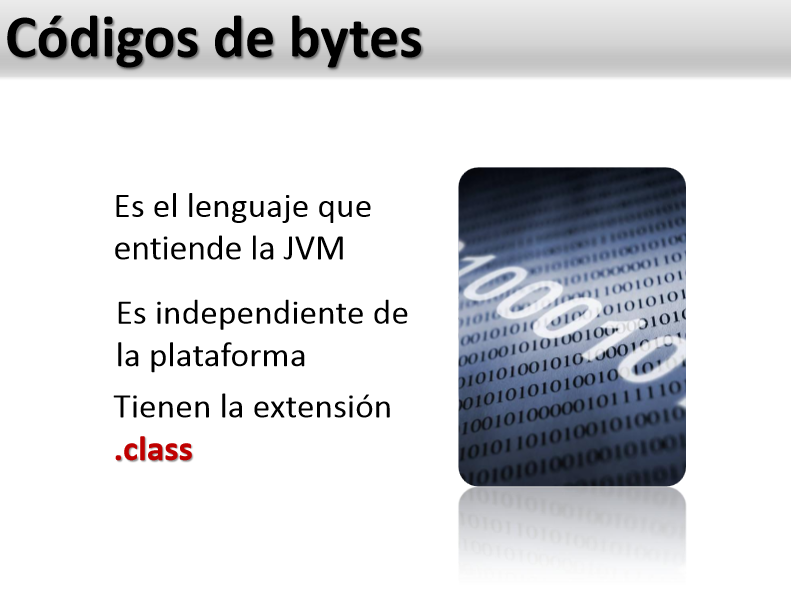 Códigos de bytes
Es el lenguaje que
entiende la JVM
Es independiente de
la plataforma
Tienen la extensión
.class